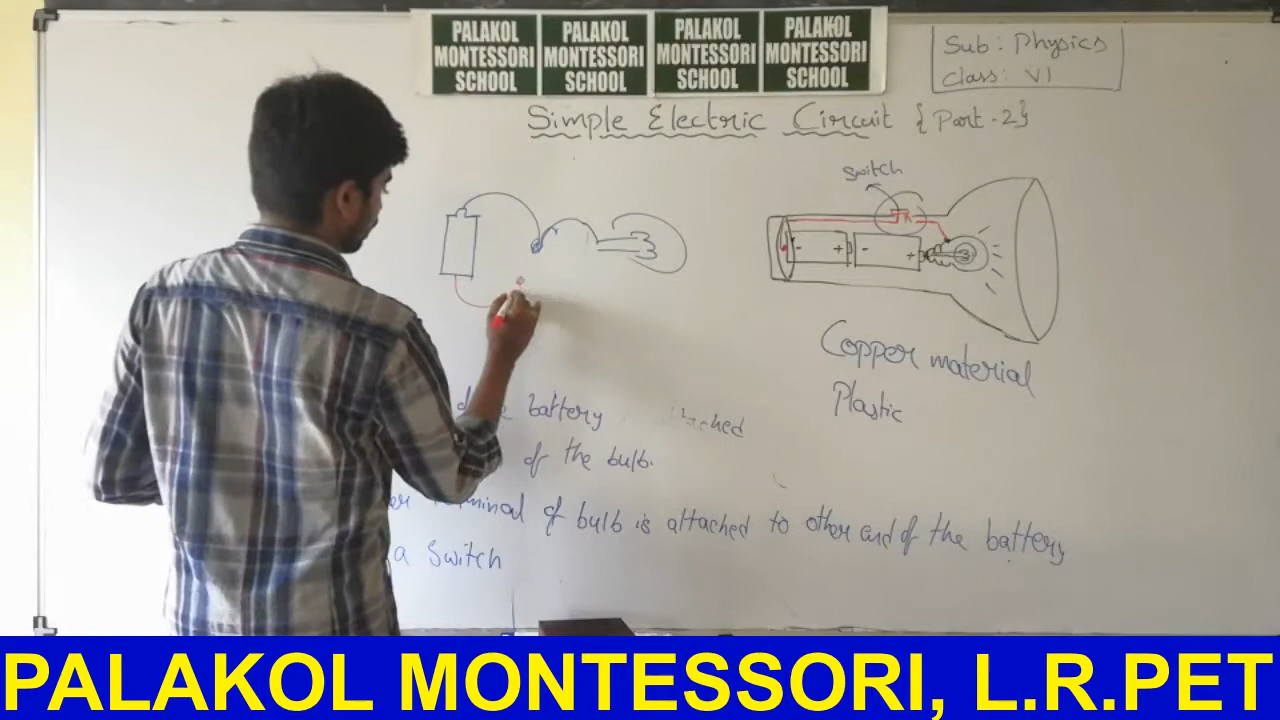 PALAKOL MONTESSORI SCHOOL
PALAKOL MONTESSORI SCHOOL
PALAKOL MONTESSORI SCHOOL
PALAKOL MONTESSORI SCHOOL
Sub: Physics
Class: VI
Simple Electric Circuit {Part-2}
Switch
- + - +
Copper material
Plastic
battery
of the bulb.
of bulb is attached to other end of the battery
a Switch
PALAKOL MONTESSORI, L.R.PET